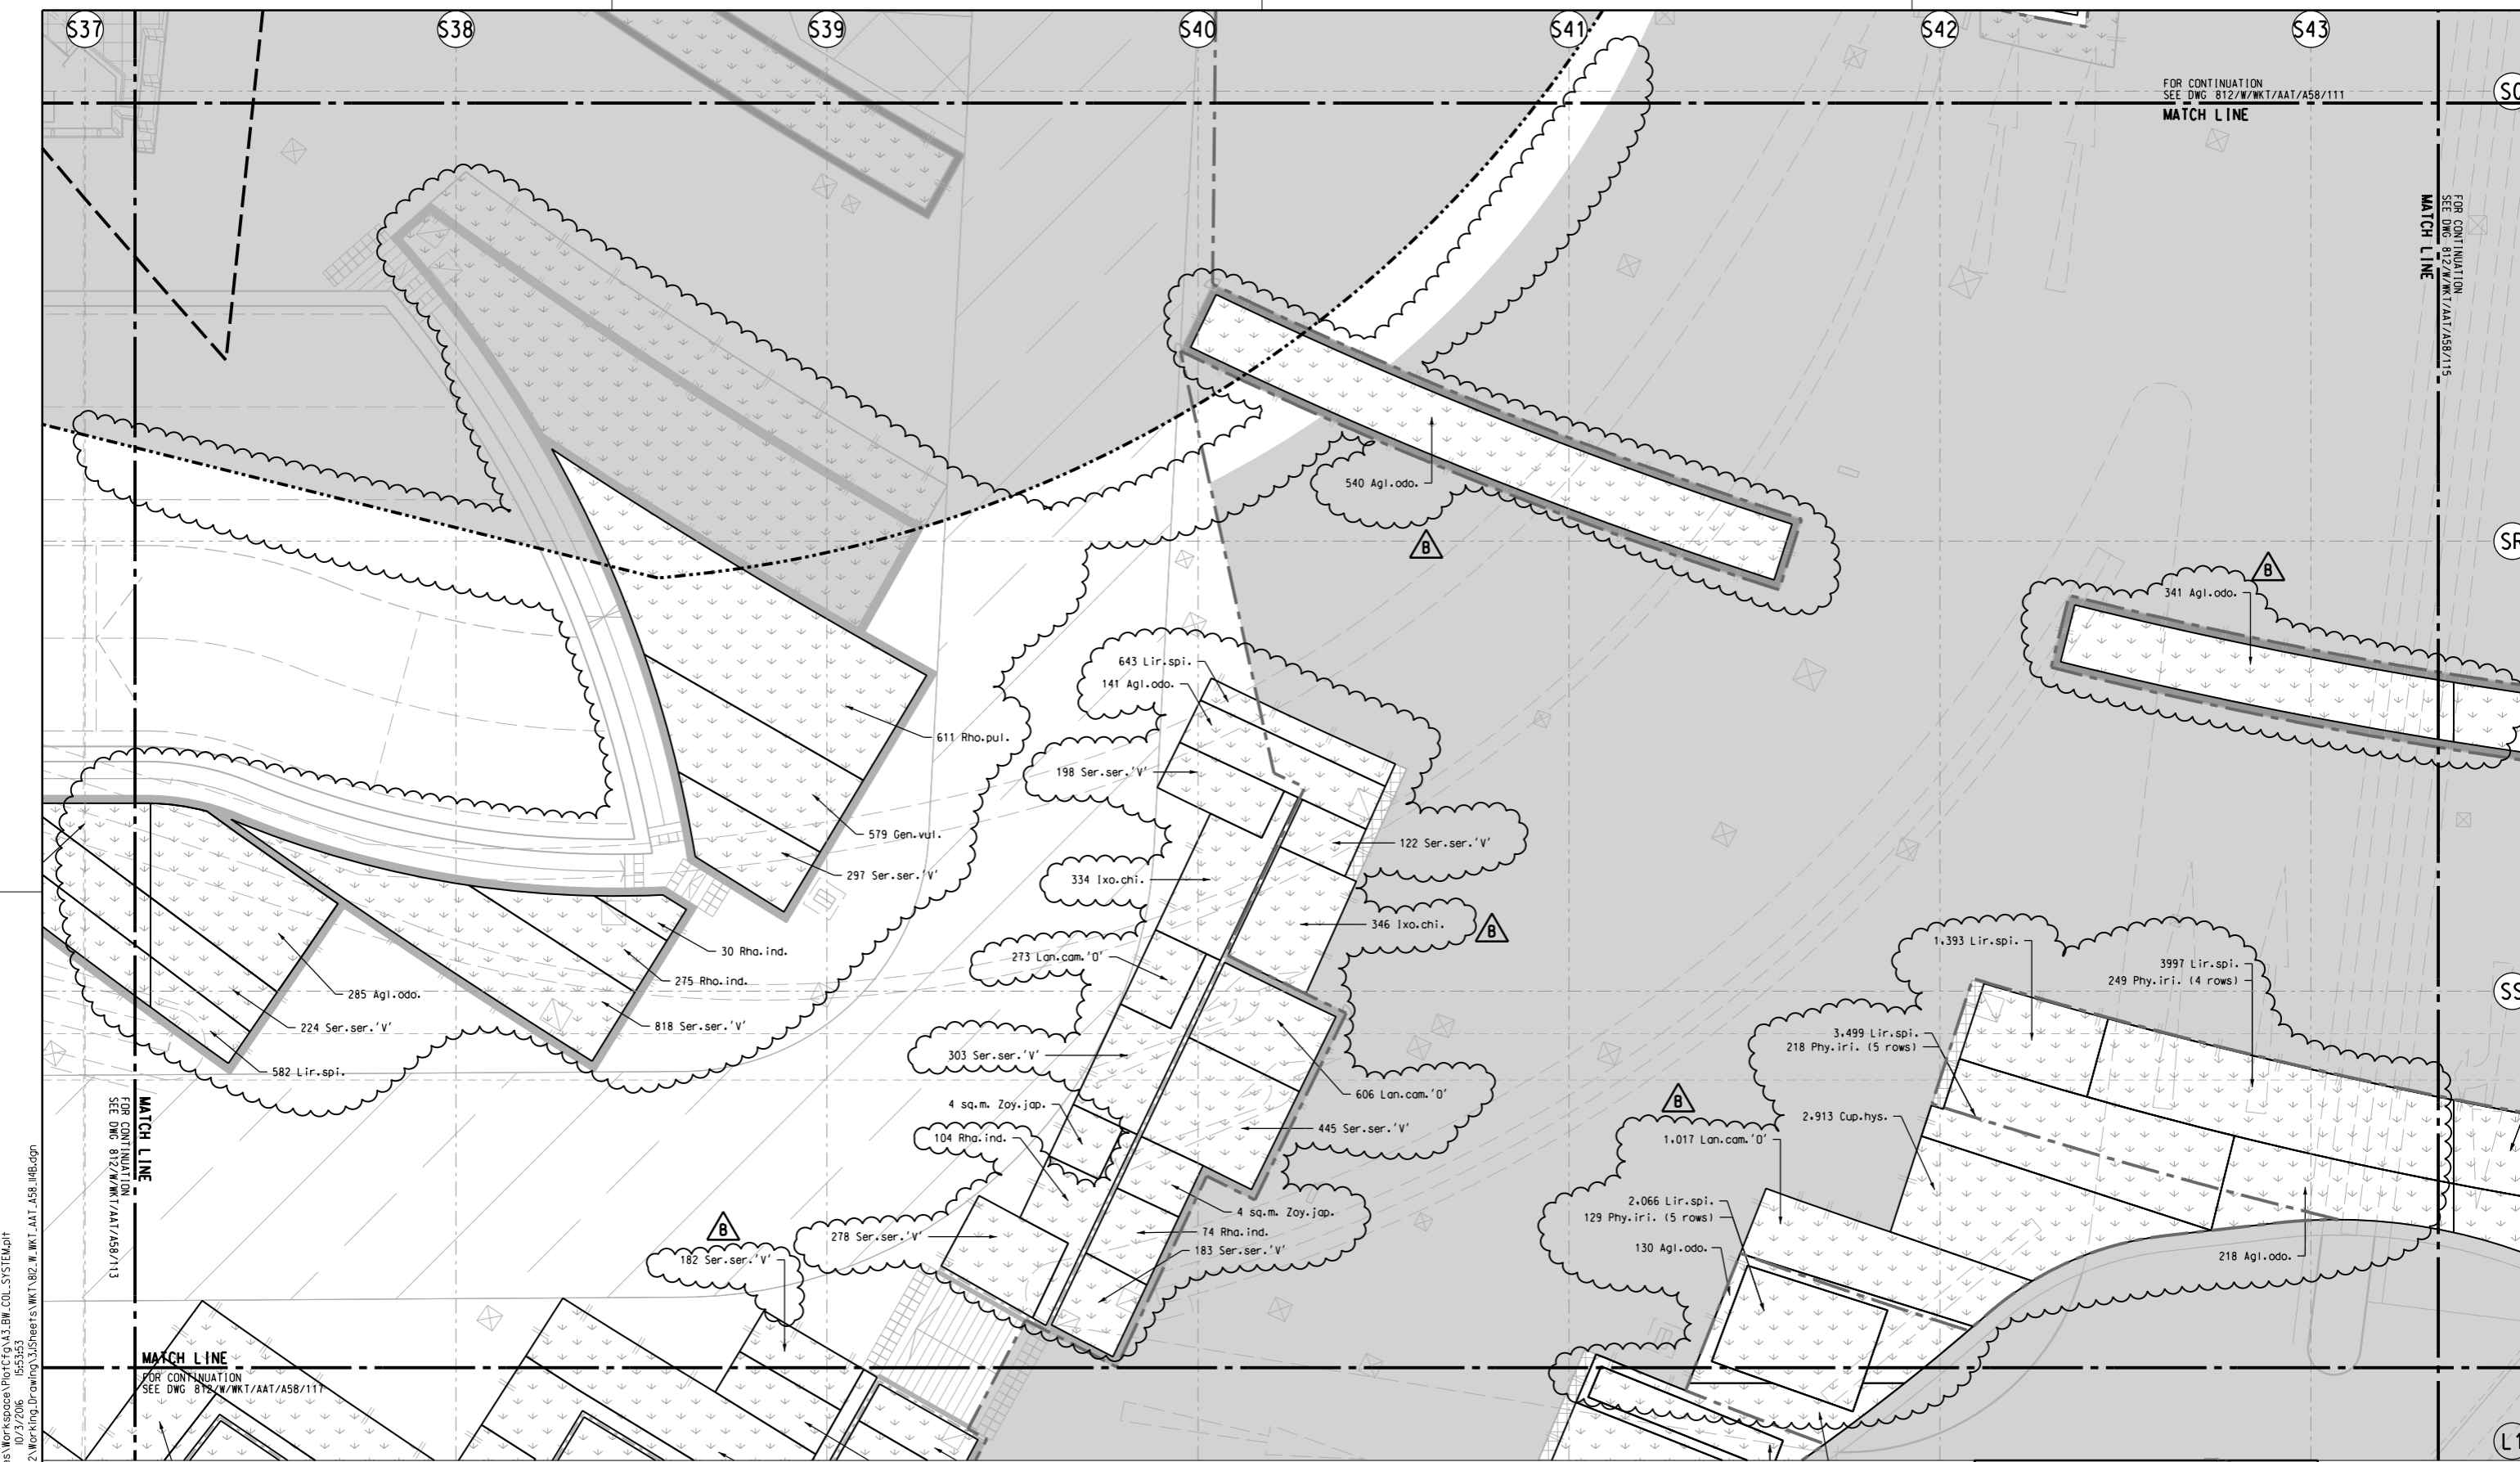 S37
S38
S39
S40
S41
S42
S43
FOR CONTINUATION
SEE DWG 812/W/WKT/AAT/A58/111
MATCH LINE
FOR CONTINUATION
SEE DWG 812/W/WKT/AAT/A58/115
MATCH LINE
540 Agl.odo.
B
SR
B
341 Agl.odo.
643 Lir.spi.
141 Agl.odo.
611 Rho.pul.
198 Ser.ser.'V'
579 Gen.vul.
122 Ser.ser.'V'
297 Ser.ser.'V'
334 Ixo.chi.
346 Ixo.chi.
B
30 Rha.ind.
273 Lan.cam.'O'
1,393 Lir.spi.
275 Rho.ind.
3997 Lir.spi.
249 Phy.iri. (4 rows)
285 Agl.odo.
SS
224 Ser.ser.'V'
818 Ser.ser.'V'
303 Ser.ser.'V'
3,499 Lir.spi.
218 Phy.iri. (5 rows)
582 Lir.spi.
606 Lan.cam.'O'
4 sq.m. Zoy.jap.
B
2,913 Cup.hys.
445 Ser.ser.'V'
104 Rha.ind.
1,017 Lan.cam.'O'
MATCH LINE
FOR CONTINUATION
SEE DWG 812/W/WKT/AAT/A58/113
2,066 Lir.spi.
129 Phy.iri. (5 rows)
4 sq.m. Zoy.jap.
B
278 Ser.ser.'V'
74 Rha.ind.
183 Ser.ser.'V'
130 Agl.odo.
218 Agl.odo.
182 Ser.ser.'V'
MATCH LINE
FOR CONTINUATION
SEE DWG 812/W/WKT/AAT/A58/117
10/3/2016 15:53:53